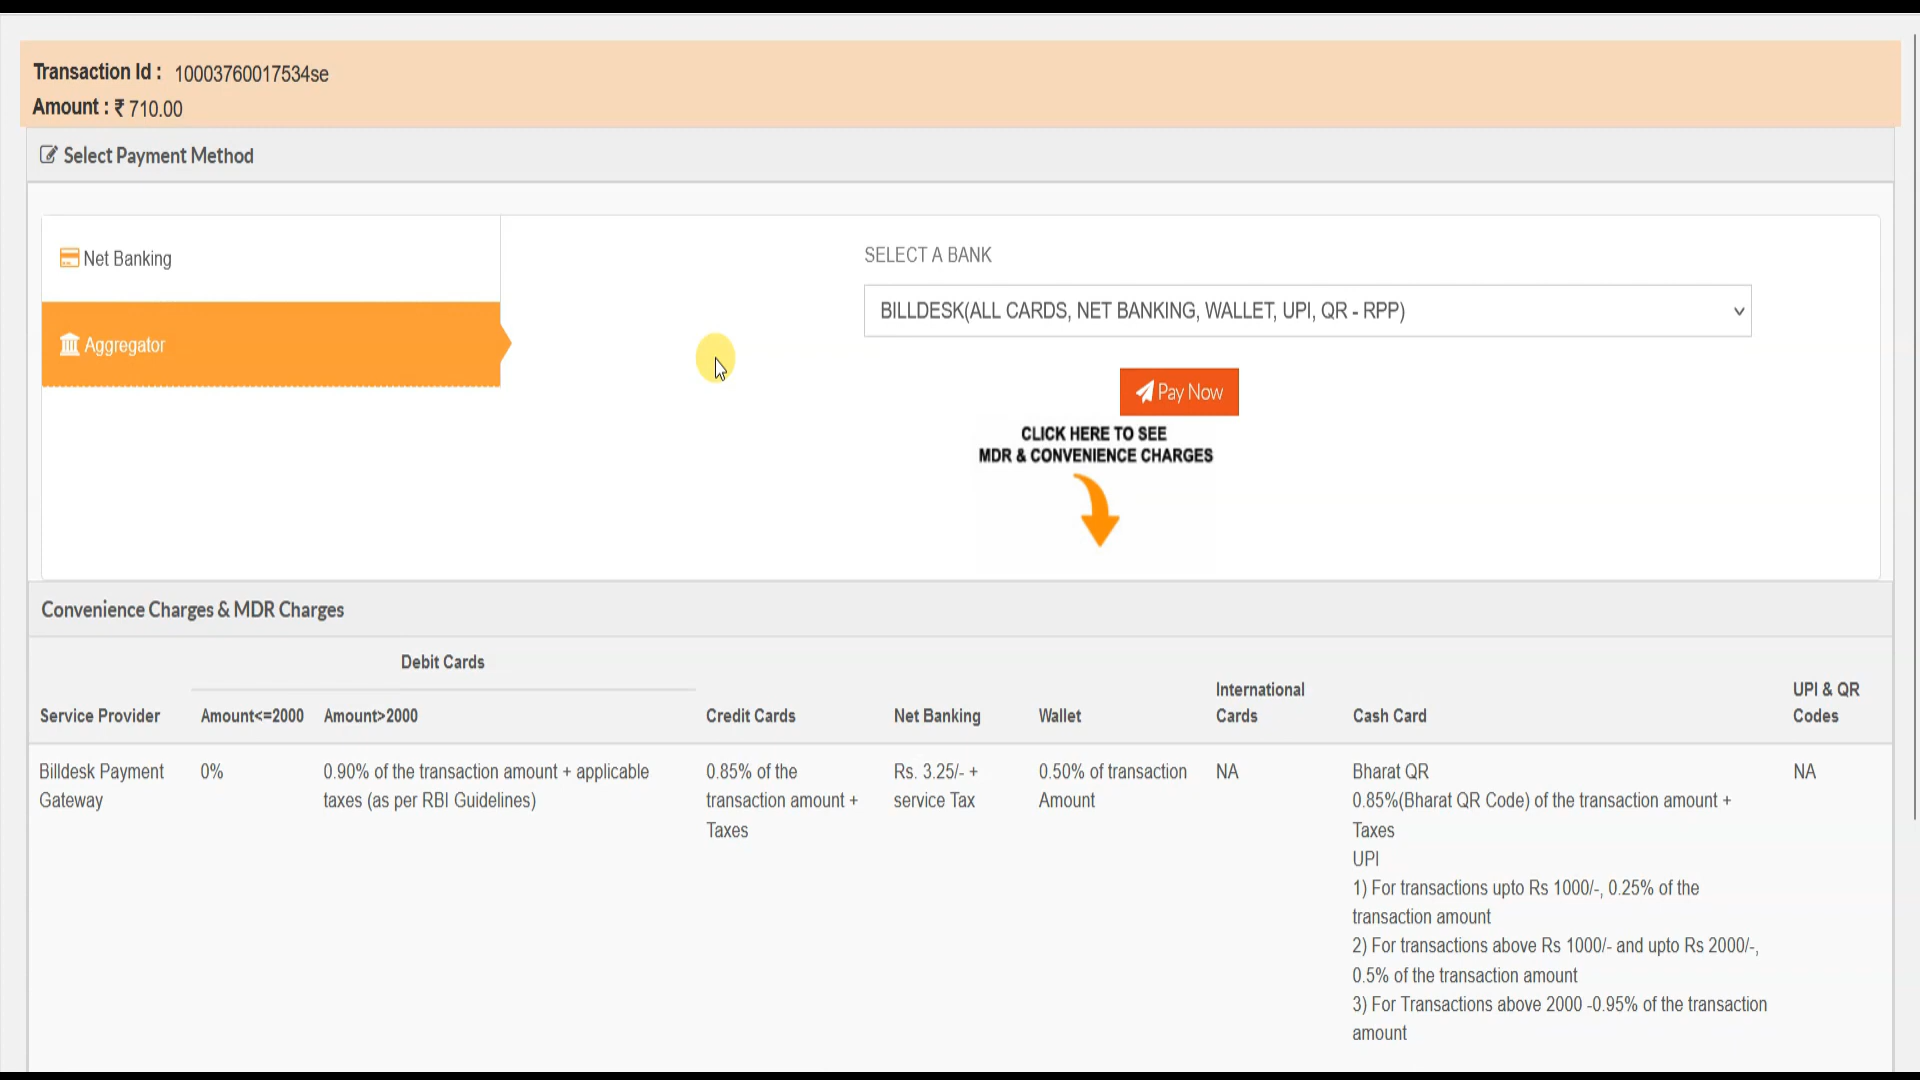 Transaction Id : 10003760017534se
Amount : ₹ 710.00
Select Payment Method
Net Banking
Aggregator
SELECT A BANK
BILLDESK(ALL CARDS, NET BANKING, WALLET, UPI, QR - RPP)
Pay Now
CLICK HERE TO SEE
MDR & CONVENIENCE CHARGES
Convenience Charges & MDR Charges
Debit Cards
Service Provider
Amount<=2000
Amount>2000
Credit Cards
Net Banking
Wallet
International
Cards
Cash Card
UPI & QR
Codes
Billdesk Payment
Gateway
0%
0.90% of the transaction amount + applicable
taxes (as per RBI Guidelines)
0.85% of the
transaction amount +
Taxes
Rs. 3.25/- +
service Tax
0.50% of transaction
Amount
NA
Bharat QR
0.85%(Bharat QR Code) of the transaction amount +
Taxes
UPI
1) For transactions upto Rs 1000/-, 0.25% of the
transaction amount
2) For transactions above Rs 1000/- and upto Rs 2000/-,
0.5% of the transaction amount
3) For Transactions above 2000 -0.95% of the transaction
amount
NA